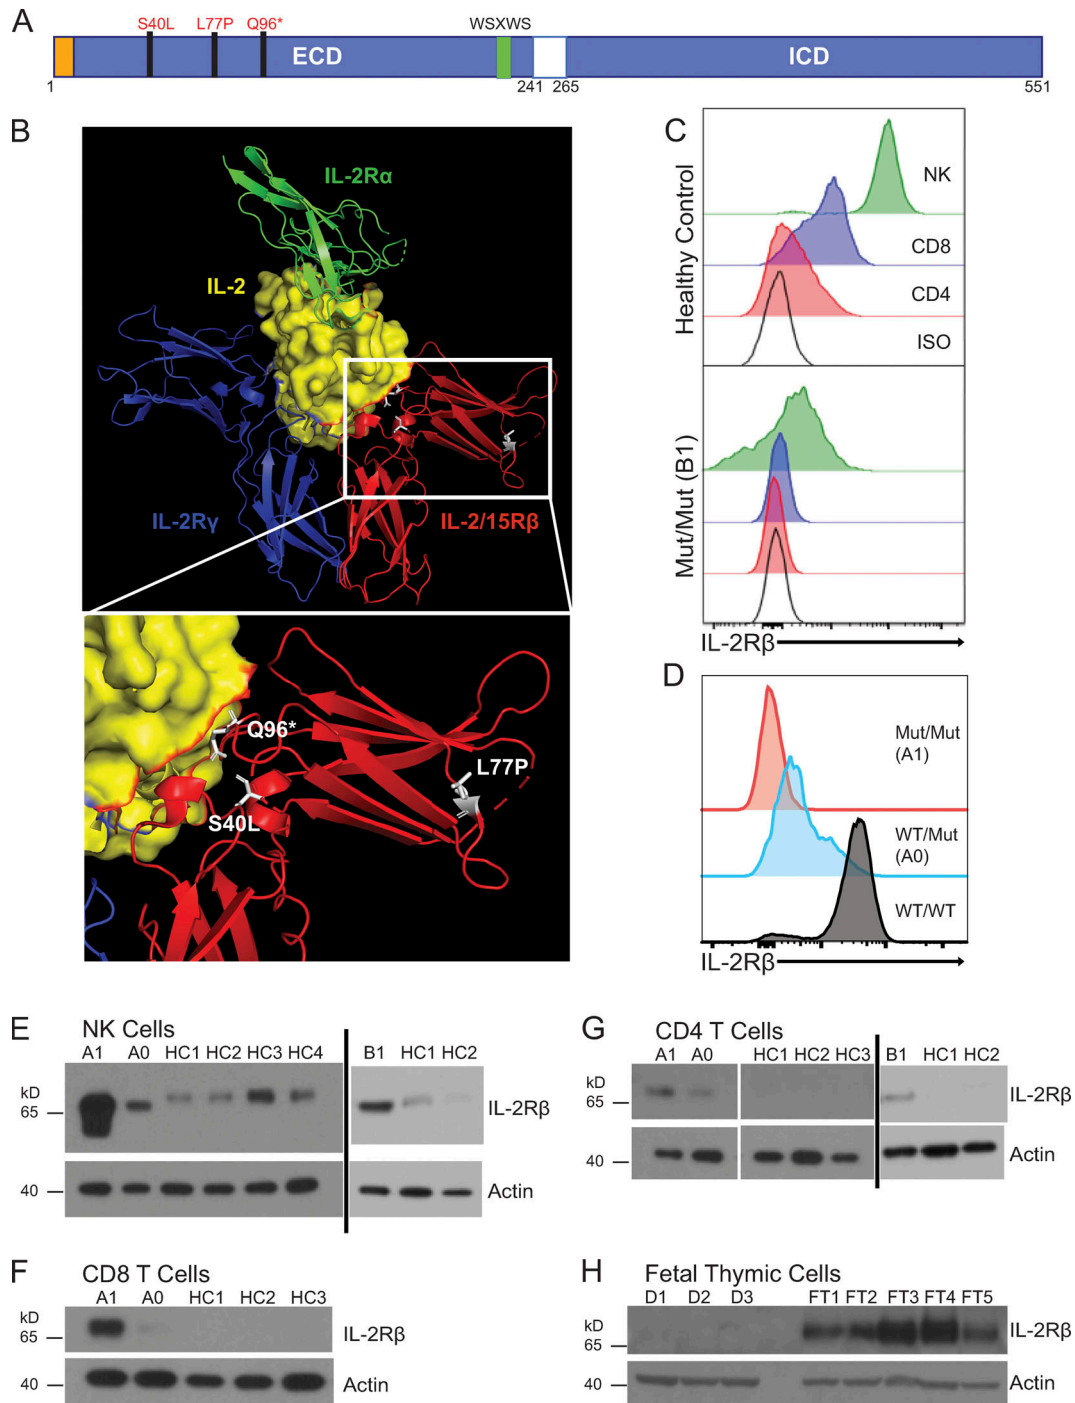 A
S40L L77P Q96* WSXWS
ECD ICD
1 241 265 551
B
IL-2Rα
IL-2
IL-2Rγ
IL-2/15Rβ
Q96*
L77P
S40L
C
Healthy Control
NK
CD8
CD4
ISO
Mut/Mut (B1)
IL-2Rβ
D
Mut/Mut
(A1)
WT/Mut
(A0)
WT/WT
IL-2Rβ
E NK Cells
A1 A0 HC1 HC2 HC3 HC4 B1 HC1 HC2
kD
65
IL-2Rβ
40
Actin
F CD8 T Cells
A1 A0 HC1 HC2 HC3
kD
65
IL-2Rβ
40
Actin
G CD4 T Cells
A1 A0 HC1 HC2 HC3 B1 HC1 HC2
kD
65
IL-2Rβ
40
Actin
H Fetal Thymic Cells
D1 D2 D3 FT1 FT2 FT3 FT4 FT5
kD
65
IL-2Rβ
40
Actin